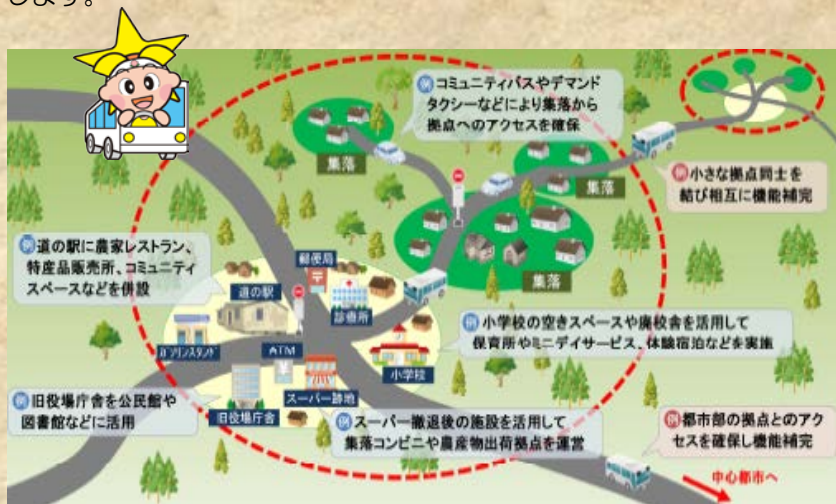 します。
例コミュニティバスやデマンド
タクシーなどにより集落から
拠点へのアクセスを確保
集落
集落
例小さな拠点同士を
結び相互に機能補完
例道の駅に農家レストラン、
特産品販売所、コミュニティ
スペースなどを併設
郵便局
道の駅
診療所
集落
例小学校の空きスペースや廃校舎を活用して
保育所やミニデイサービス、体験宿泊などを実施
ガソリンスタンド
ATM
小学校
例旧役場庁舎を公民館や
図書館などに活用
旧役場庁舎
スーパー跡地
例スーパー撤退後の施設を活用して
集落コンビニや農産物出荷拠点を運営
例都市部の拠点とのアク
セスを確保し機能補完
中心都市へ